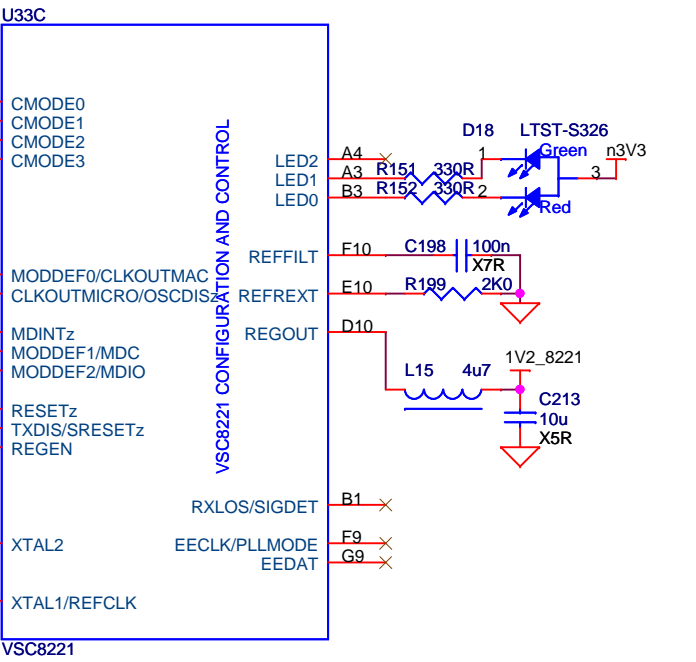 U33C
CMODE0
CMODE1
CMODE2
CMODE3
MODDEF0/CLKOUTMAC
CLKOUTMICRO/OSCDISz
MDINTz
MODDEF1/MDC
MODDEF2/MDIO
RESETz
TXDIS/SRESETz
REGEN
XTAL2
XTAL1/REFCLK
VSC8221 CONFIGURATION AND CONTROL
LED2
LED1
LED0
REFFILT
REFREXT
REGOUT
RXLOS/SIGDET
EECLK/PLLMODE
EEDAT
A4
A3
B3
F10
E10
D10
B1
F9
G9
R151 330R
R152 330R
D18 LTST-S326
1
Green
n3V3
3
2
Red
C198 100n
X7R
R199 2K0
1V2_8221
L15 4u7
C213
10u
X5R
VSC8221